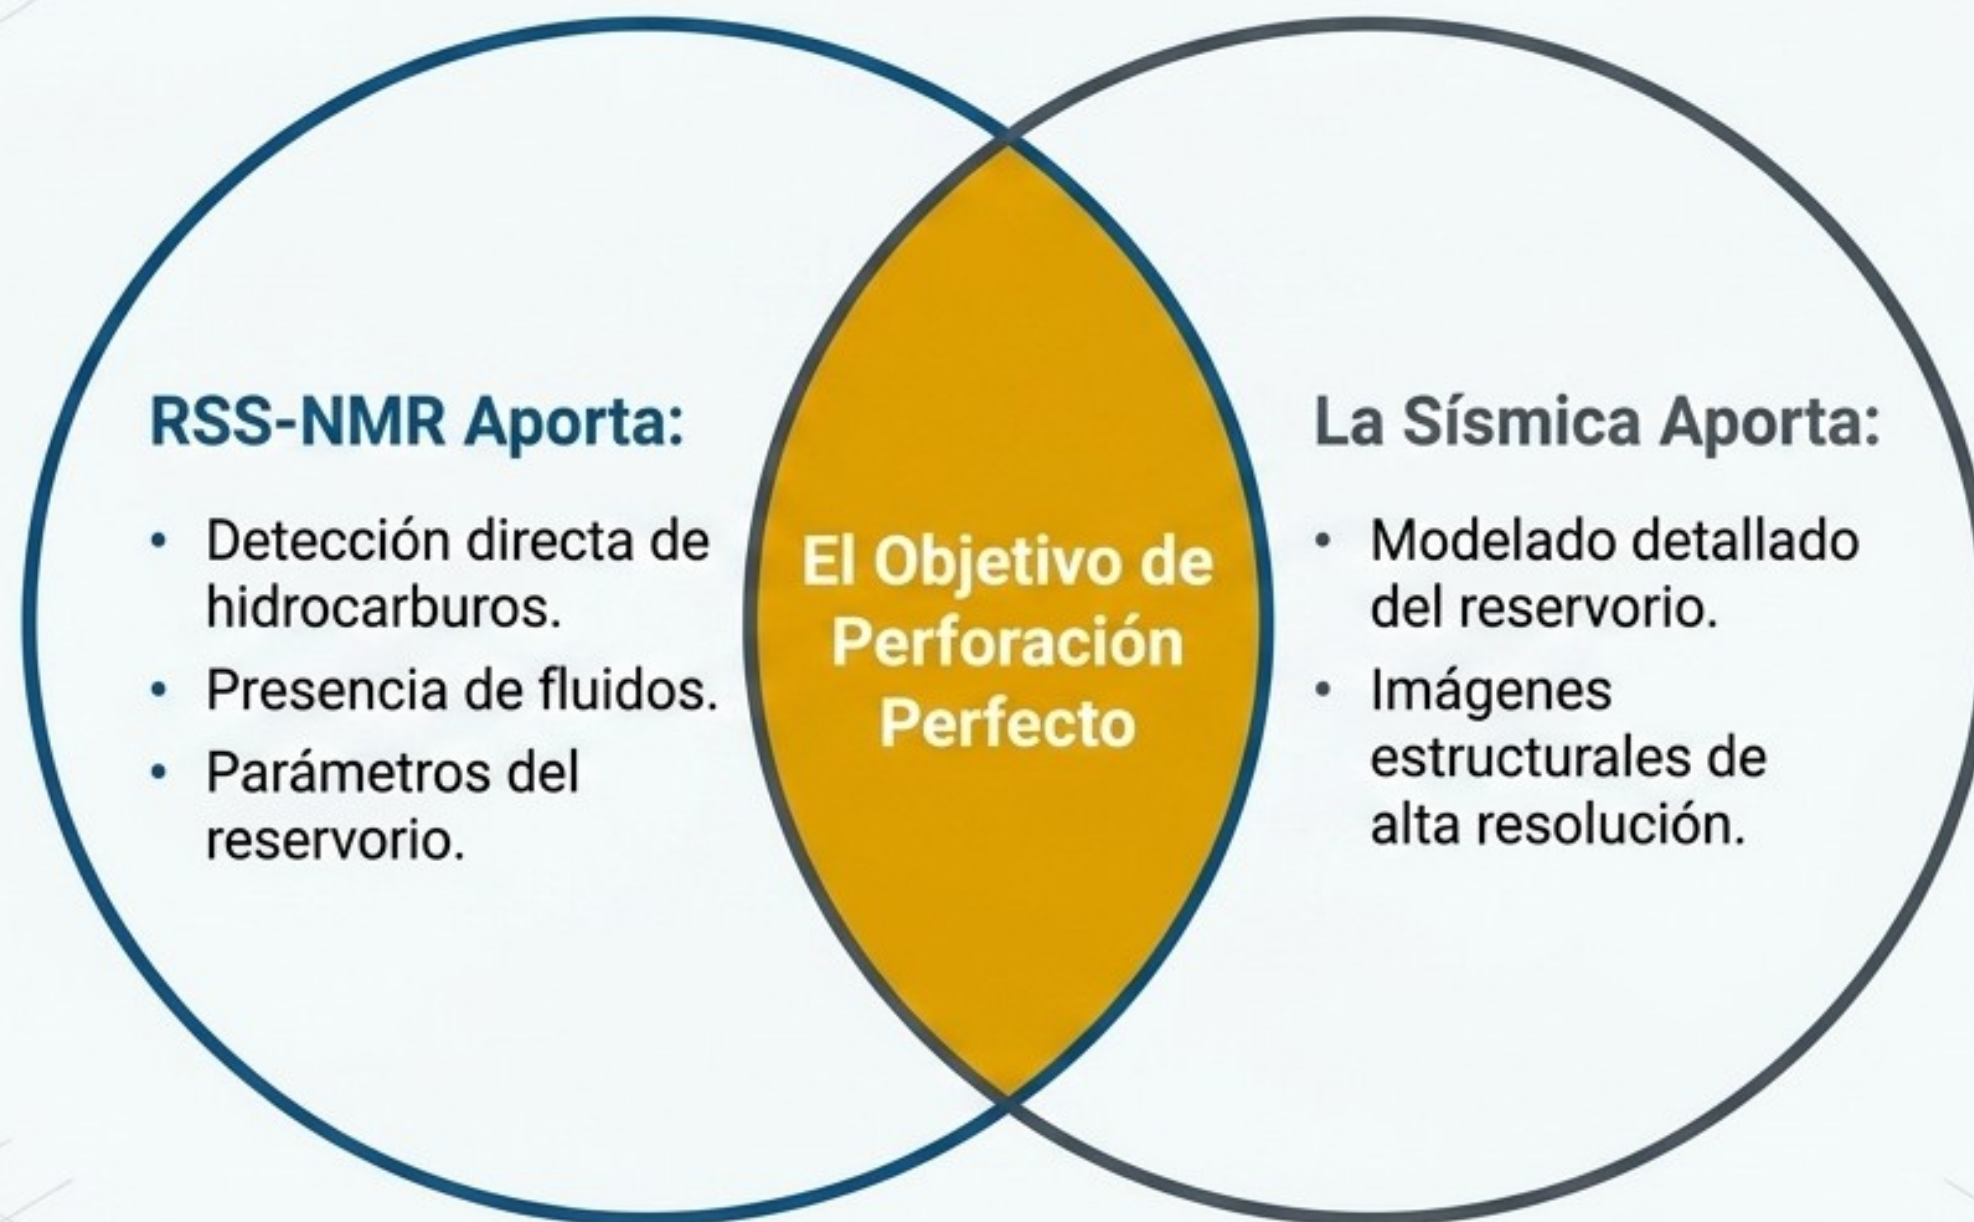 RSS-NMR Aporta:
• Detección directa de
hidrocarburos.
• Presencia de fluidos.
• Parámetros del
reservorio.
El Objetivo de
Perforación
Perfecto
La Sísmica Aporta:
• Modelado detallado
del reservorio.
• Imágenes
estructurales de
alta resolución.